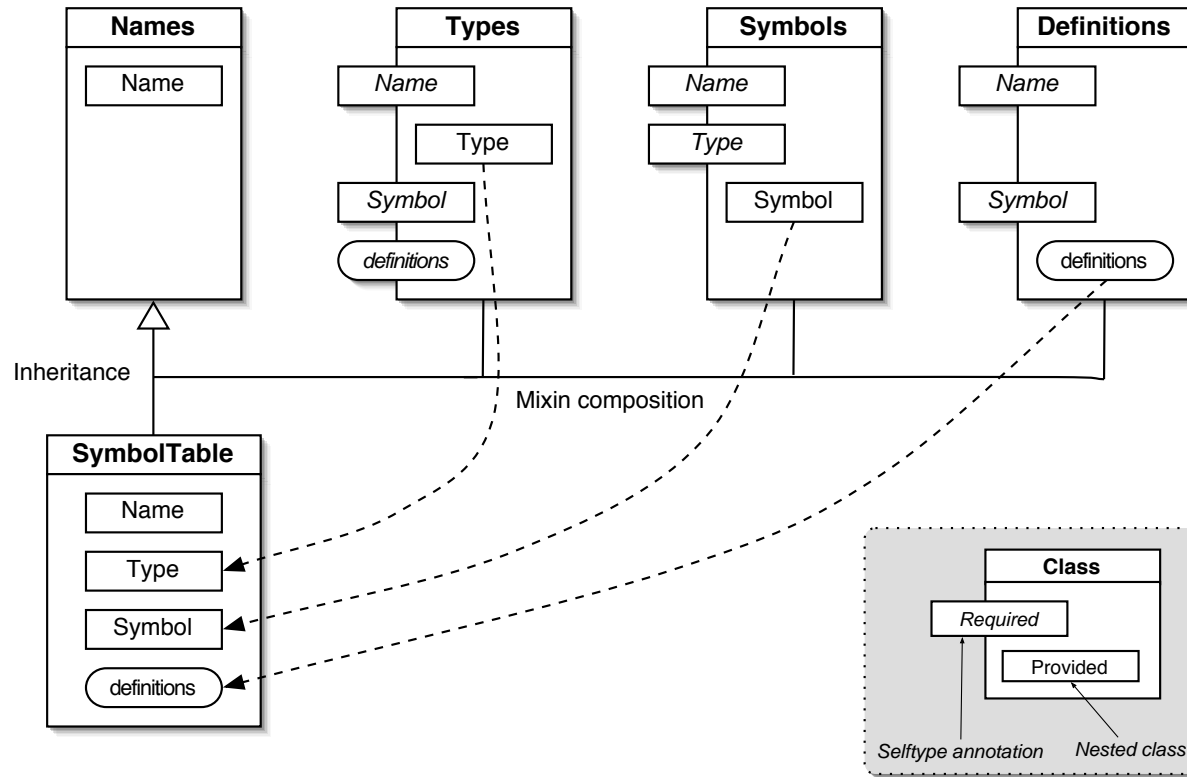 Names
Types
Symbols
Definitions
Name
Name
Name
Name
Type
Type
Symbol
Symbol
Symbol
definitions
definitions
Inheritance
Mixin composition
SymbolTable
Name
Type
Symbol
definitions
Class
Required
Provided
Selftype annotation
Nested class